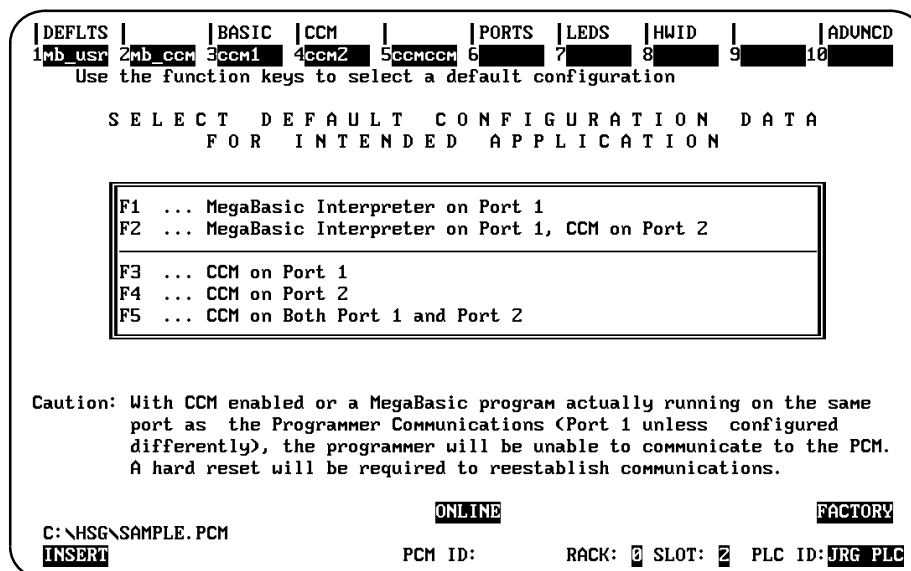 |DEFLTS | |BASIC |CCM | |PORTS |LEDS |HWID | |ADVNCD
1mb_usr 2mb_ccm 3ccm1 4ccm2 5ccmccm 6 7 8 9 10
Use the function keys to select a default configuration
S E L E C T D E F A U L T C O N F I G U R A T I O N D A T A
F O R I N T E N D E D A P P L I C A T I O N
F1 ... MegaBasic Interpreter on Port 1
F2 ... MegaBasic Interpreter on Port 1, CCM on Port 2
F3 ... CCM on Port 1
F4 ... CCM on Port 2
F5 ... CCM on Both Port 1 and Port 2
Caution: With CCM enabled or a MegaBasic program actually running on the same
port as the Programmer Communications (Port 1 unless configured
differently), the programmer will be unable to communicate to the PCM.
A hard reset will be required to reestablish communications.
ONLINE FACTORY
C:\HSG\SAMPLE.PCM
INSERT PCM ID: RACK: 0 SLOT: 2 PLC ID: JRG PLC